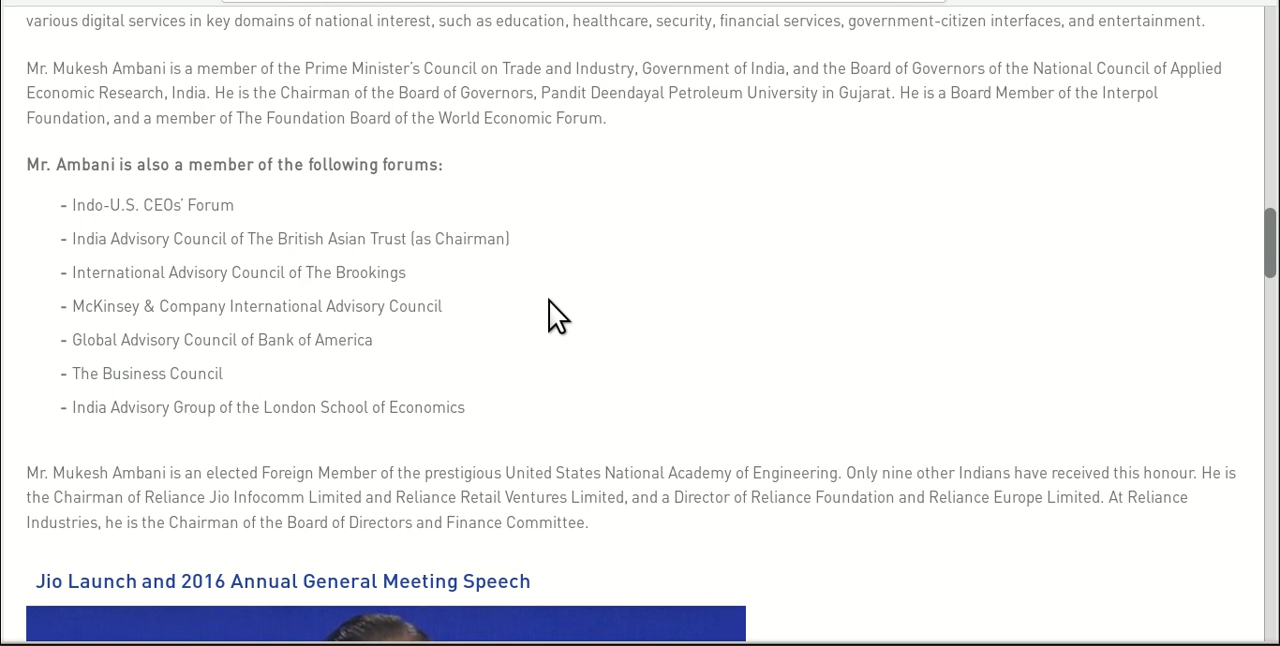 various digital services in key domains of national interest, such as education, healthcare, security, financial services, government-citizen interfaces, and entertainment.
Mr. Mukesh Ambani is a member of the Prime Minister's Council on Trade and Industry, Government of India, and the Board of Governors of the National Council of Applied
Economic Research, India. He is the Chairman of the Board of Governors, Pandit Deendayal Petroleum University in Gujarat. He is a Board Member of the Interpol
Foundation, and a member of The Foundation Board of the World Economic Forum.
Mr. Ambani is also a member of the following forums:
- Indo-U.S. CEOs' Forum
- India Advisory Council of The British Asian Trust (as Chairman)
- International Advisory Council of The Brookings
- McKinsey & Company International Advisory Council
- Global Advisory Council of Bank of America
- The Business Council
- India Advisory Group of the London School of Economics
Mr. Mukesh Ambani is an elected Foreign Member of the prestigious United States National Academy of Engineering. Only nine other Indians have received this honour. He is
the Chairman of Reliance Jio Infocomm Limited and Reliance Retail Ventures Limited, and a Director of Reliance Foundation and Reliance Europe Limited. At Reliance
Industries, he is the Chairman of the Board of Directors and Finance Committee.
Jio Launch and 2016 Annual General Meeting Speech